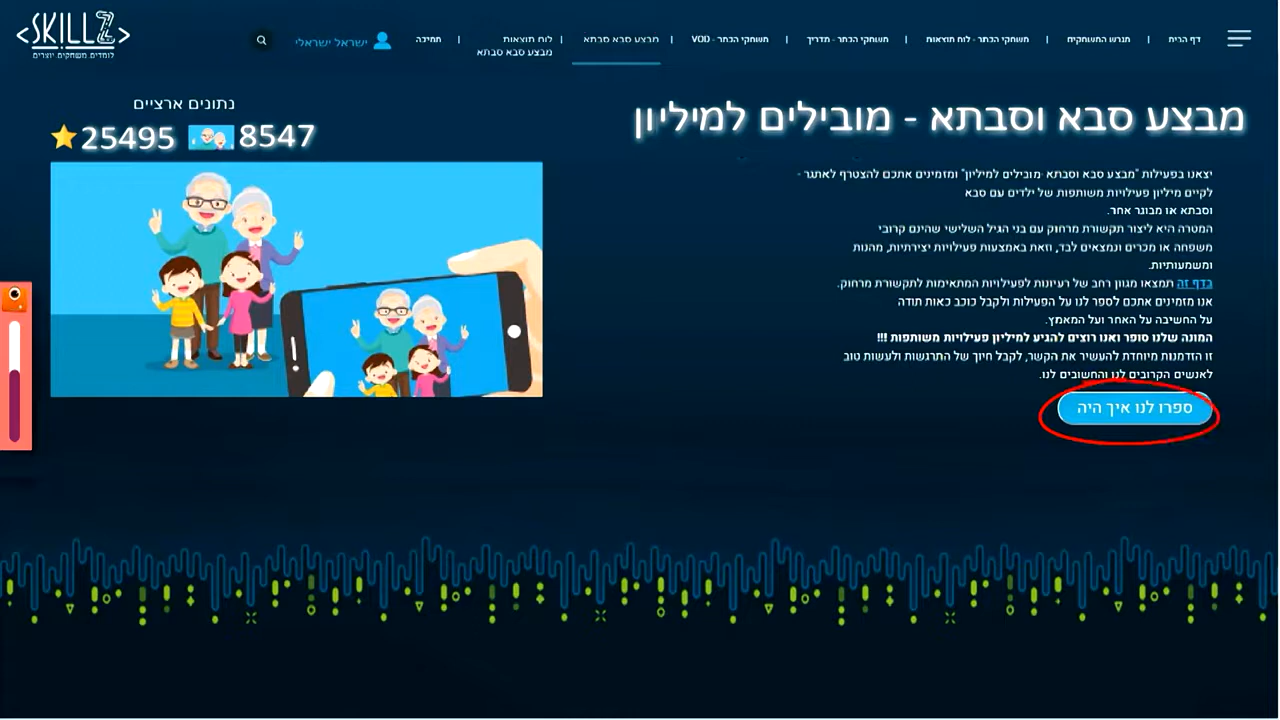 <SKILLZ>
לומדים משחקים יוצרים
ישראל ישראלי
דף הבית | מגרש המשחקים | משחקי הכתר - לוח תוצאות | משחקי הכתר - מדריך | משחקי הכתר - VOD | מבצע סבא סבתא | לוח תוצאות | תמיכה
מבצע סבא סבתא
מבצע סבא וסבתא - מובילים למיליון
נתונים ארציים
25495 8547
יצאנו בפעילות "מבצע סבא וסבתא -מובילים למיליון" ומזמינים אתכם להצטרף לאתגר -
לקיים מיליון פעילויות משותפות של ילדים עם סבא
וסבתא או מבוגר אחר.
המטרה היא ליצור תקשורת מרחוק עם בני הגיל השלישי שהינם קרובי
משפחה או מכרים ונמצאים לבד, וזאת באמצעות פעילויות יצירתיות, מהנות
ומשמעותיות.
בדף זה תמצאו מגוון רחב של רעיונות לפעילויות המתאימות לתקשורת מרחוק.
אנו מזמינים אתכם לספר לנו על הפעילות ולקבל כוכב כאות תודה
על החשיבה על האחר ועל המאמץ.
המונה שלנו סופר ואנו רוצים להגיע למיליון פעילויות משותפות !!!
זו הזדמנות מיוחדת להעשיר את הקשר, לקבל חיוך של התרגשות ולעשות טוב
לאנשים הקרובים לנו והחשובים לנו.
ספרו לנו איך היה